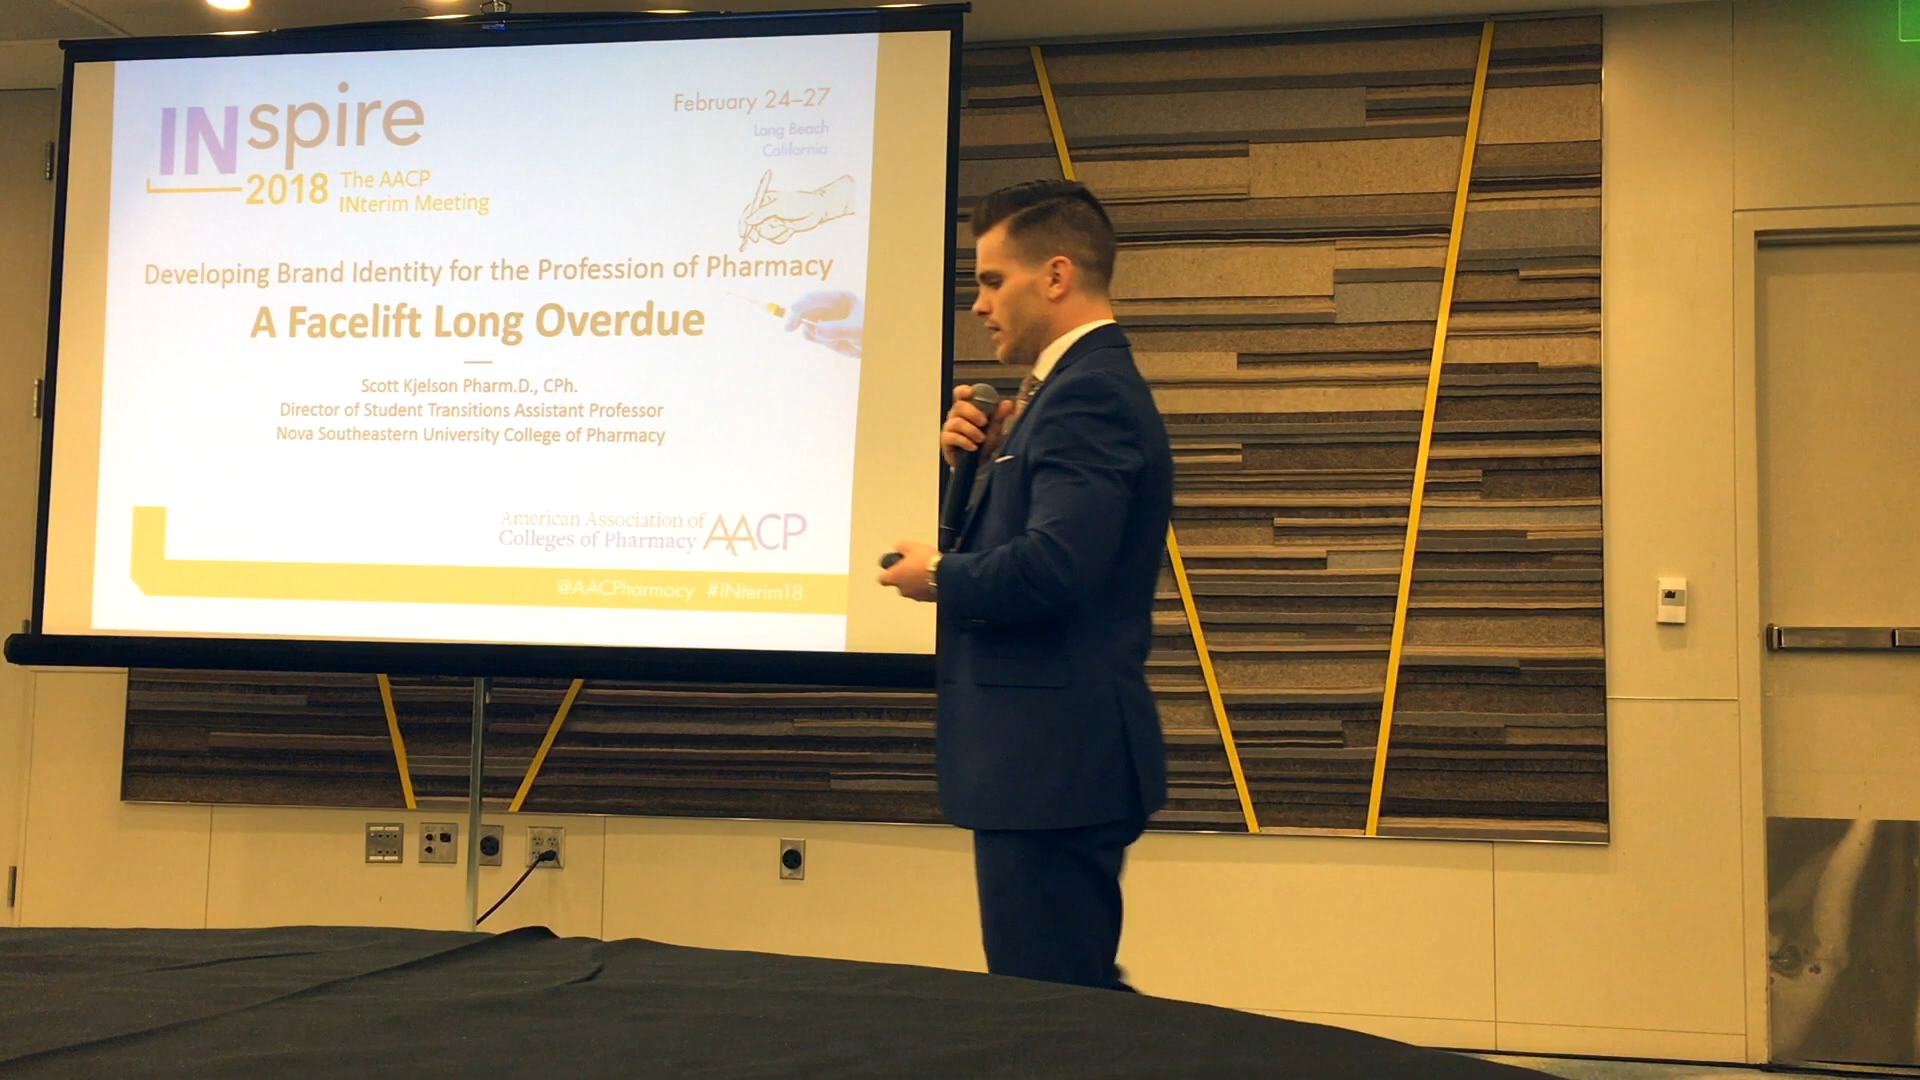 INspire
2018 The AACP
INterim Meeting
February 24–27
Long Beach
California
Developing Brand Identity for the Profession of Pharmacy
A Facelift Long Overdue
Scott Kjelson Pharm.D., CPh.
Director of Student Transitions Assistant Professor
Nova Southeastern University College of Pharmacy
American Association of
Colleges of Pharmacy AACP
@AACPharmacy #INterim18